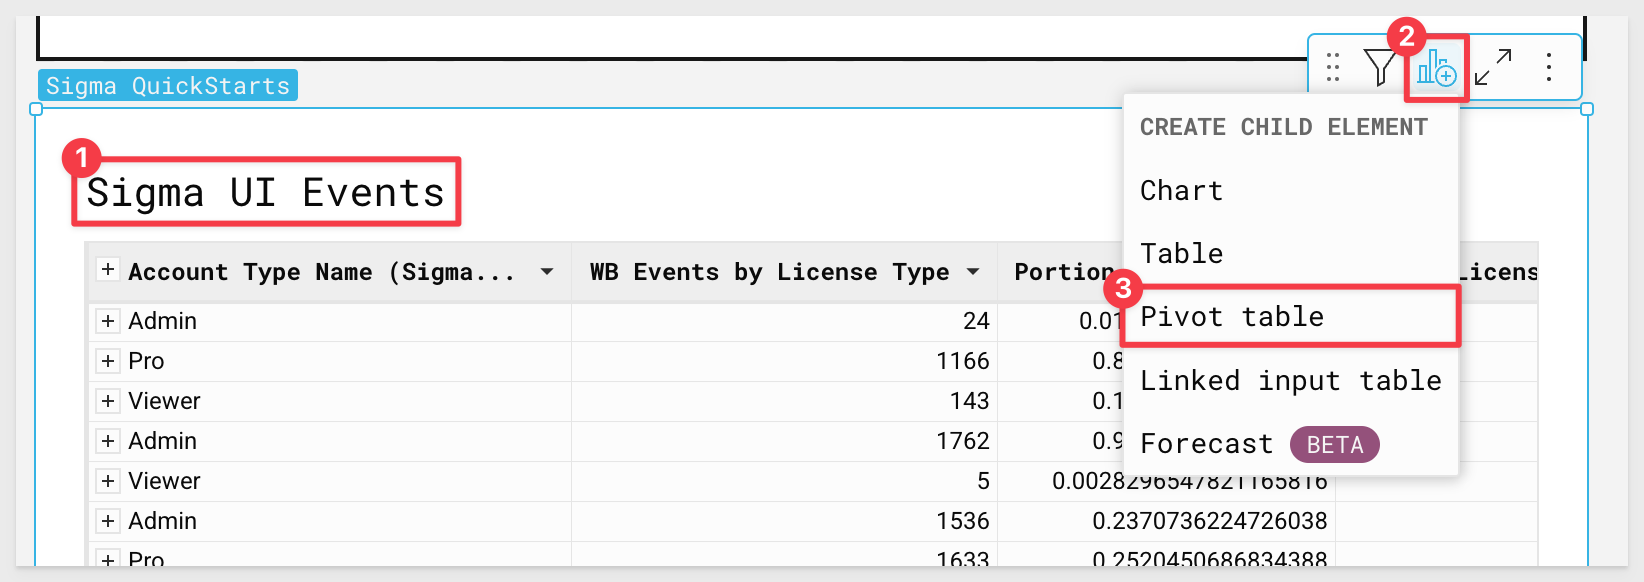 Sigma QuickStarts
2
CREATE CHILD ELEMENT
Chart
Table
Pivot table
Linked input table
Forecast BETA
1
Sigma UI Events
3
Account Type Name (Sigma... WB Events by License Type Portion Licens
Admin 24 0.01
Pro 1166 0.8
Viewer 143 0.1
Admin 1762 0.9
Viewer 5 0.0028296547821165816
Admin 1536 0.2370736224726038
Pro 1633 0.2520450686834388